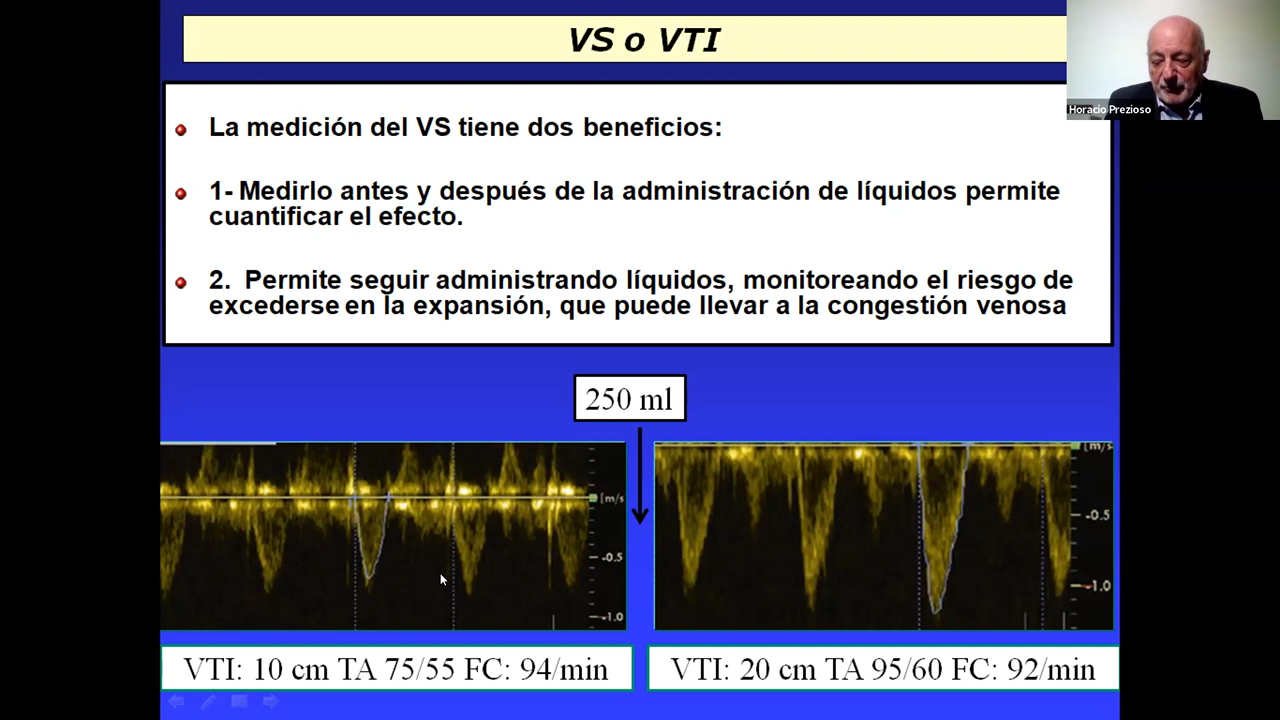 VS o VTI
Horacio Prezioso
La medición del VS tiene dos beneficios:
1- Medirlo antes y después de la administración de líquidos permite
cuantificar el efecto.
2. Permite seguir administrando líquidos, monitoreando el riesgo de
excederse en la expansión, que puede llevar a la congestión venosa
250 ml
[m/s
-0.5
-1.0
[m/s
-0.5
-1.0
VTI: 10 cm TA 75/55 FC: 94/min
VTI: 20 cm TA 95/60 FC: 92/min